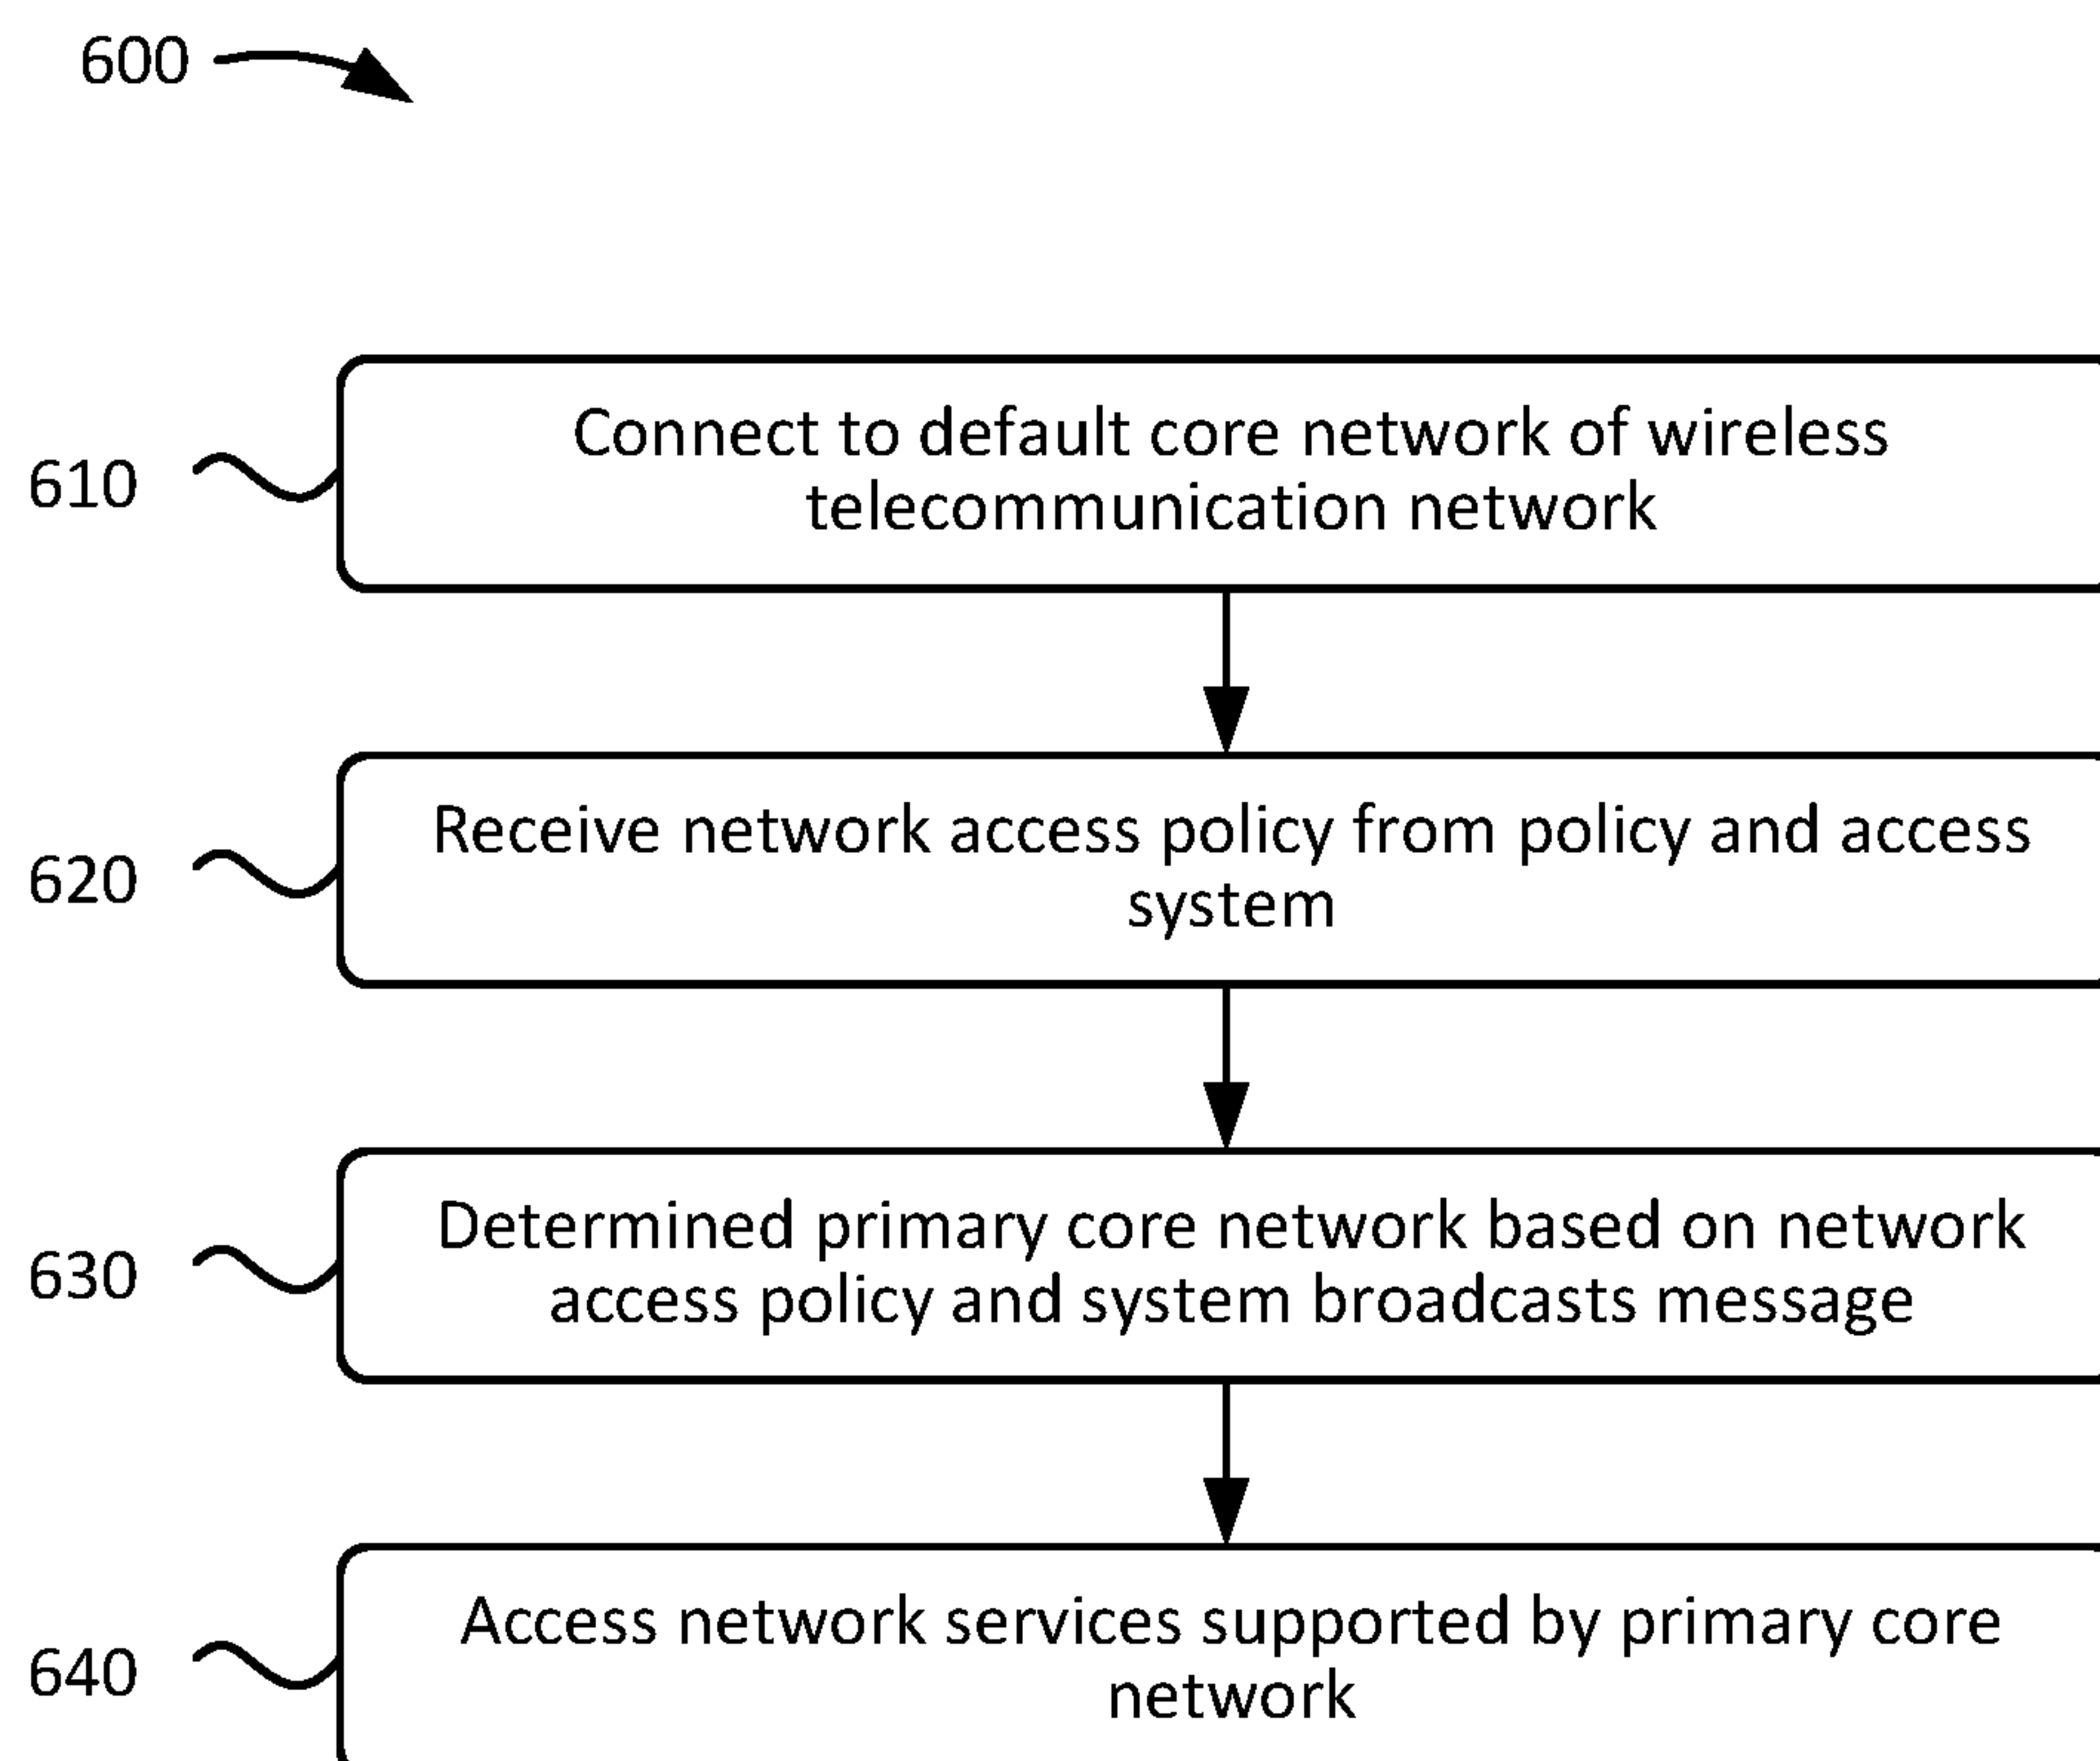 600
610
Connect to default core network of wireless
telecommunication network
620
Receive network access policy from policy and access
system
630
Determined primary core network based on network
access policy and system broadcasts message
640
Access network services supported by primary core
network